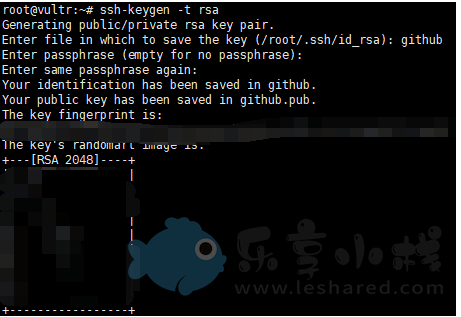 root@vultr:~# ssh-keygen -t rsa
Generating public/private rsa key pair.
Enter file in which to save the key (/root/.ssh/id_rsa): github
Enter passphrase (empty for no passphrase):
Enter same passphrase again:
Your identification has been saved in github.
Your public key has been saved in github.pub.
The key fingerprint is:
The key's randomart image is:
+---[RSA 2048]----+
|
|
|
+-----------------+
乐享小栈
www.leshared.com